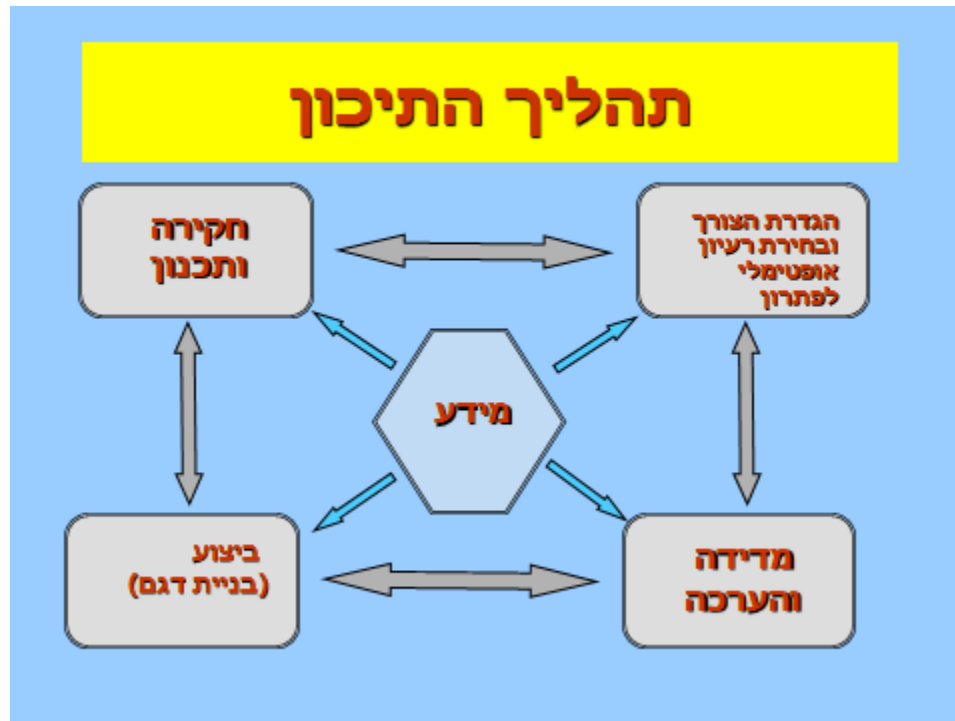 תהליך התיכון
הגדרת הצורך
ובחירת רעיון
אופטימלי
לפתרון
חקירה
ותכנון
מידע
מדידה
והערכה
ביצוע
(בניית דגם)